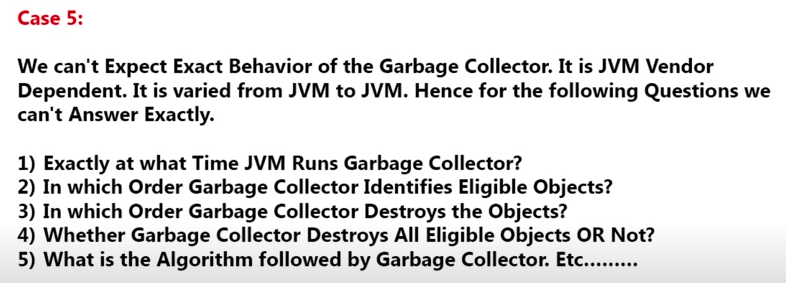 Case 5:
We can't Expect Exact Behavior of the Garbage Collector. It is JVM Vendor
Dependent. It is varied from JVM to JVM. Hence for the following Questions we
can't Answer Exactly.
1) Exactly at what Time JVM Runs Garbage Collector?
2) In which Order Garbage Collector Identifies Eligible Objects?
3) In which Order Garbage Collector Destroys the Objects?
4) Whether Garbage Collector Destroys All Eligible Objects OR Not?
5) What is the Algorithm followed by Garbage Collector. Etc.........